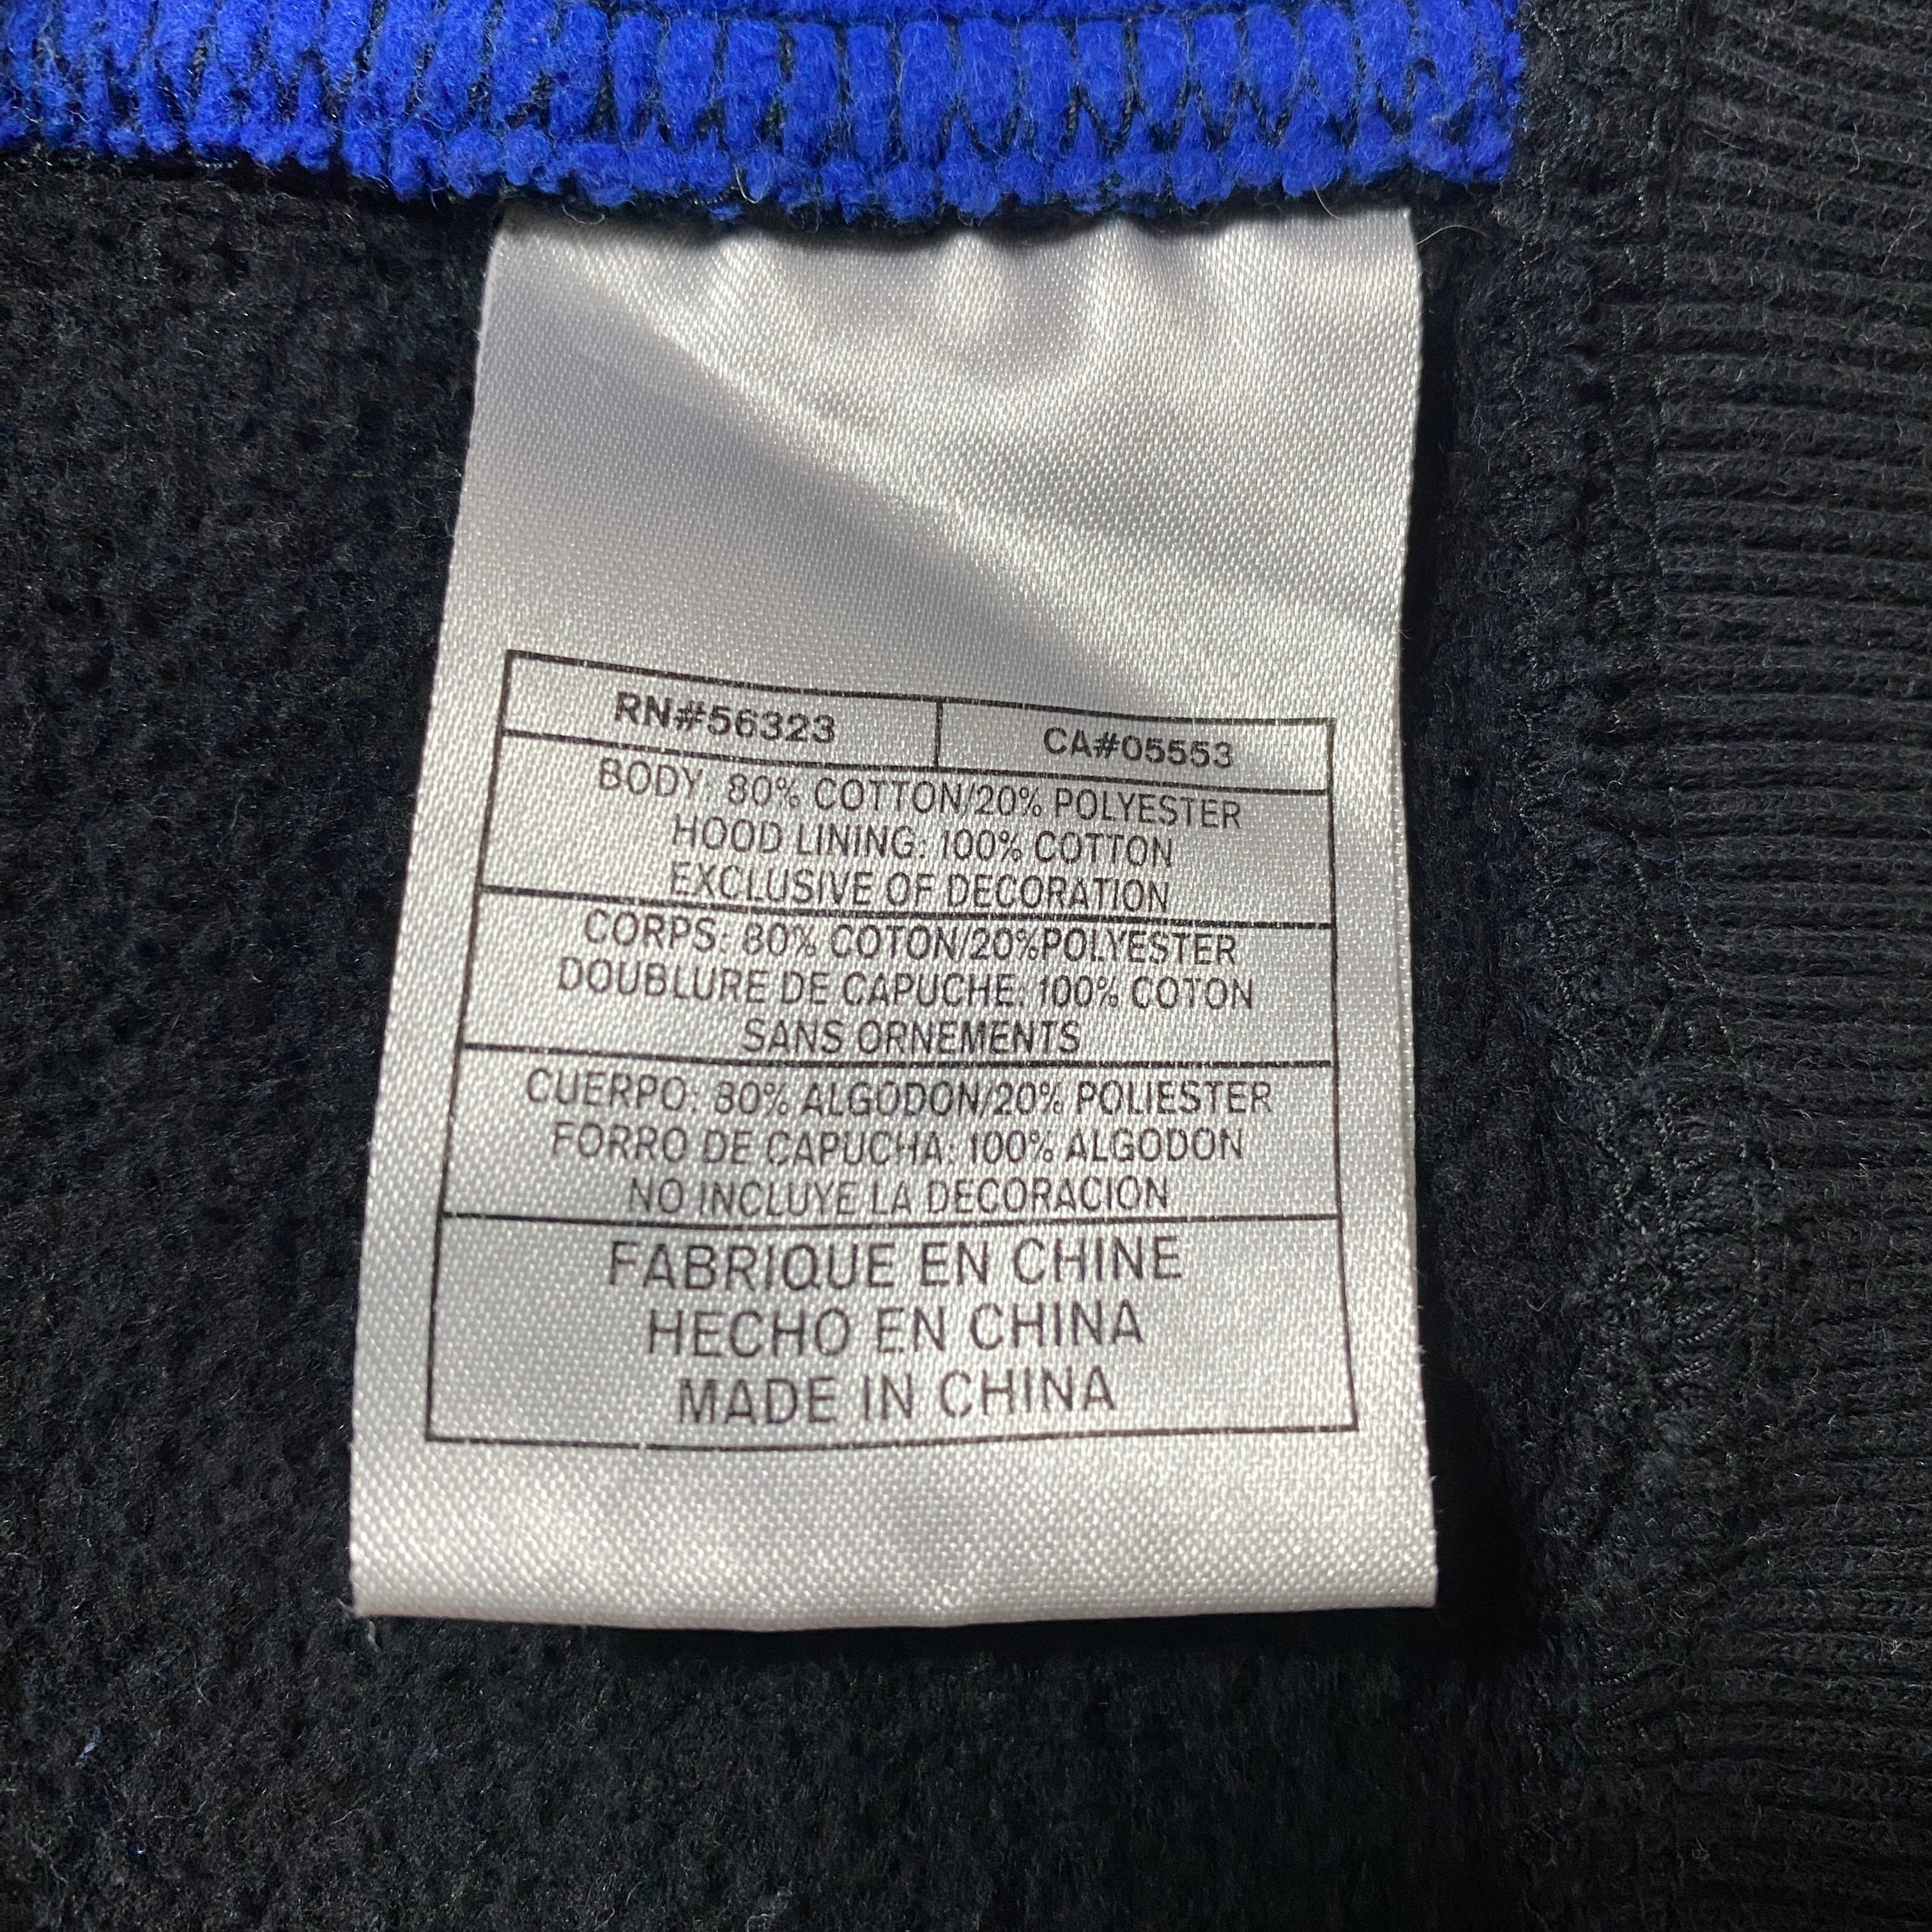 RN#56323 CA#05553
BODY: 80% COTTON/20% POLYESTER
HOOD LINING: 100% COTTON
EXCLUSIVE OF DECORATION
CORPS: 80% COTON/20%POLYESTER
DOUBLURE DE CAPUCHE: 100% COTON
SANS ORNEMENTS
CUERPO: 80% ALGODON/20% POLIESTER
FORRO DE CAPUCHA: 100% ALGODON
NO INCLUYE LA DECORACION
FABRIQUE EN CHINE
HECHO EN CHINA
MADE IN CHINA